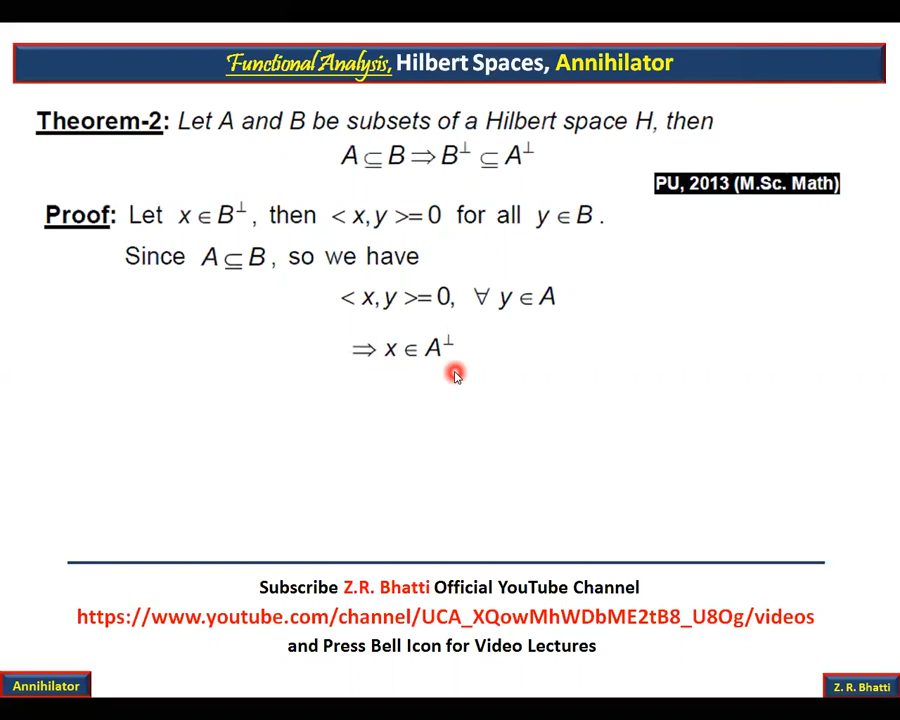 Functional Analysis, Hilbert Spaces, Annihilator
Theorem-2: Let A and B be subsets of a Hilbert space H, then
A ⊆ B ⇒ B⊥ ⊆ A⊥
PU, 2013 (M.Sc. Math)
Proof: Let x ∈ B⊥, then < x, y >= 0 for all y ∈ B.
Since A ⊆ B, so we have
< x, y >= 0, ∀ y ∈ A
⇒ x ∈ A⊥
Subscribe Z.R. Bhatti Official YouTube Channel
https://www.youtube.com/channel/UCA_XQowMhWDbME2tB8_U8Og/videos
and Press Bell Icon for Video Lectures
Annihilator
Z. R. Bhatti